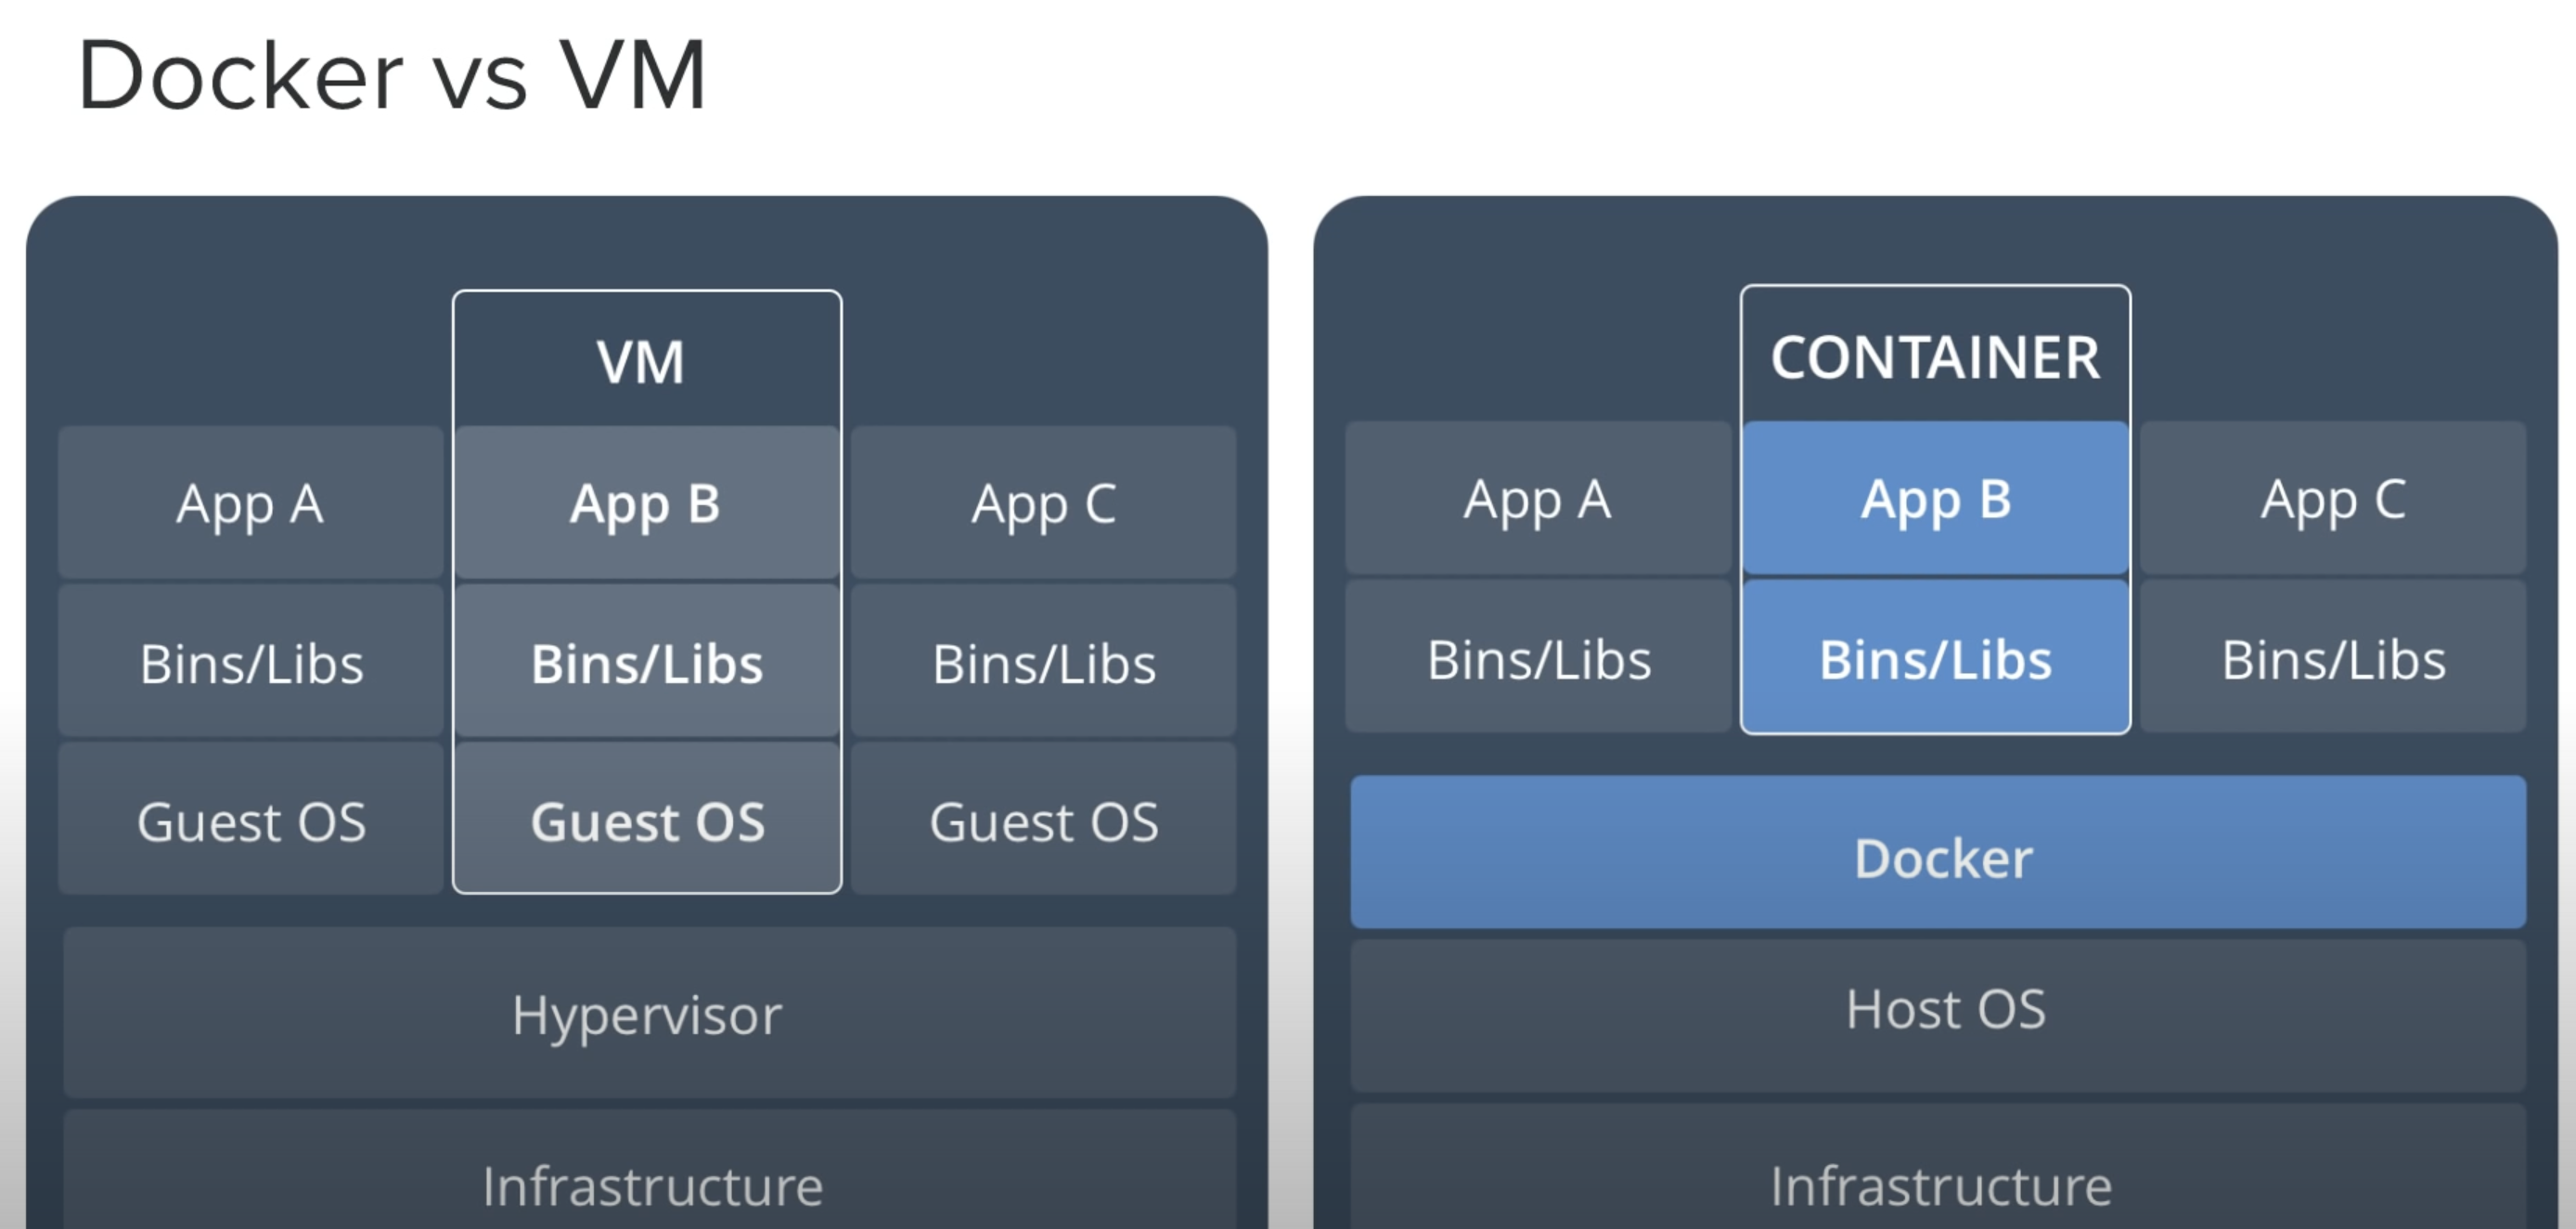 Docker vs VM
VM
App A
App B
App C
Bins/Libs
Bins/Libs
Bins/Libs
Guest OS
Guest OS
Guest OS
Hypervisor
Infrastructure
CONTAINER
App A
App B
App C
Bins/Libs
Bins/Libs
Bins/Libs
Docker
Host OS
Infrastructure